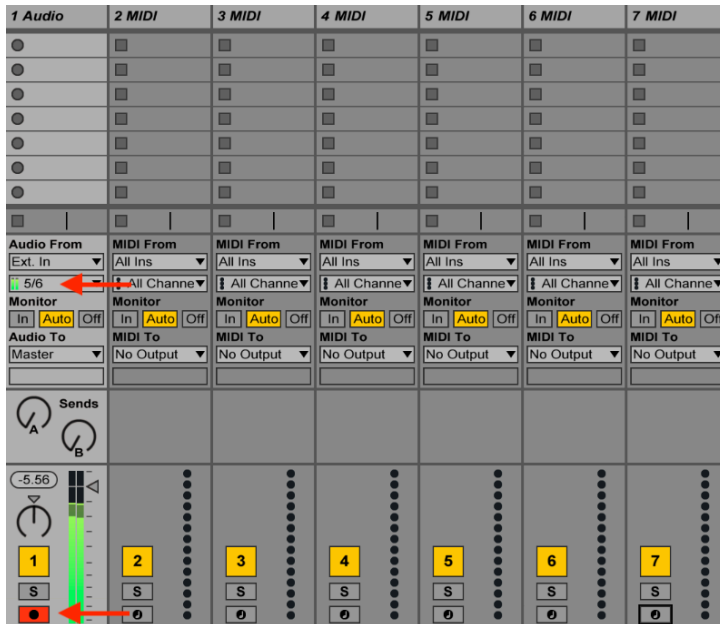 1 Audio 2 MIDI 3 MIDI 4 MIDI 5 MIDI 6 MIDI 7 MIDI
Audio From MIDI From MIDI From MIDI From MIDI From MIDI From MIDI From
Ext. In All Ins All Ins All Ins All Ins All Ins All Ins
5/6 All Channe All Channe All Channe All Channe All Channe All Channe
Monitor Monitor Monitor Monitor Monitor Monitor Monitor
In Auto Off In Auto Off In Auto Off In Auto Off In Auto Off In Auto Off In Auto Off
Audio To MIDI To MIDI To MIDI To MIDI To MIDI To MIDI To
Master No Output No Output No Output No Output No Output No Output
Sends
A
B
-5.56
1 2 3 4 5 6 7
S S S S S S S